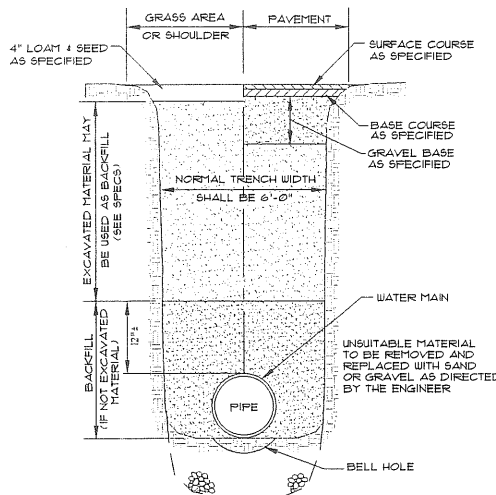 GRASS AREA
OR SHOULDER
PAVEMENT
4" LOAM & SEED
AS SPECIFIED
SURFACE COURSE
AS SPECIFIED
BASE COURSE
AS SPECIFIED
GRAVEL BASE
AS SPECIFIED
EXCAVATED MATERIAL MAY
BE USED AS BACKFILL
(SEE SPECS)
NORMAL TRENCH WIDTH
SHALL BE 6'-0"
BACKFILL
(IF NOT EXCAVATED
MATERIAL)
12"±
WATER MAIN
UNSUITABLE MATERIAL
TO BE REMOVED AND
REPLACED WITH SAND
OR GRAVEL AS DIRECTED
BY THE ENGINEER
PIPE
BELL HOLE